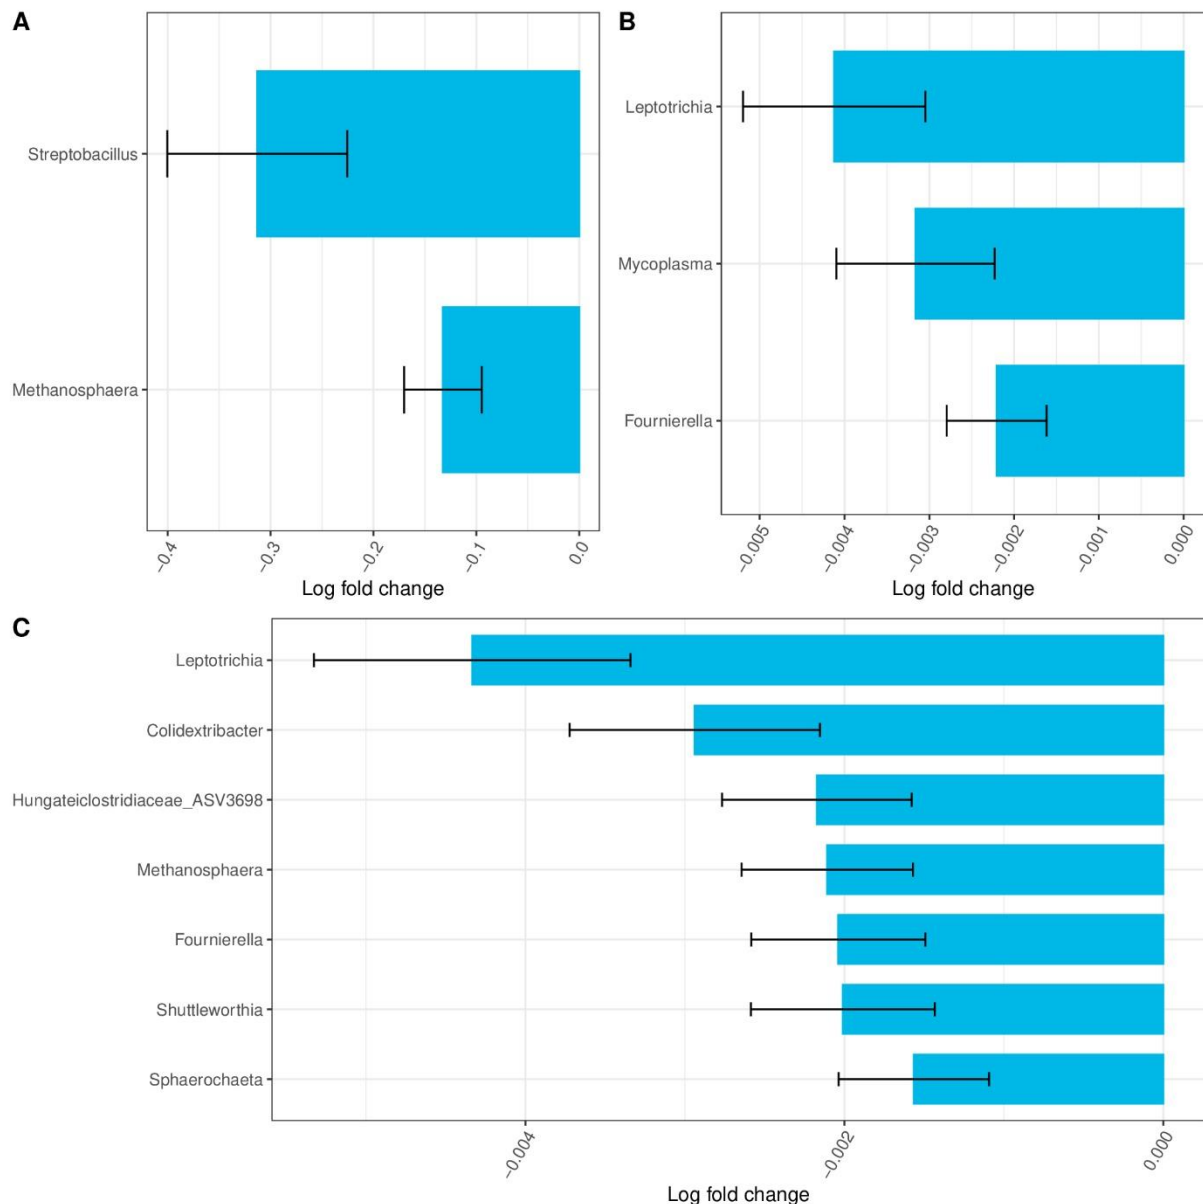 A
Streptobacillus
Methanosphaera
−0.4
−0.3
−0.2
−0.1
0.0
Log fold change
B
Leptotrichia
Mycoplasma
Fournierella
−0.005
−0.004
−0.003
−0.002
−0.001
0.000
Log fold change
C
Leptotrichia
Colidextribacter
Hungateiclostridiaceae_ASV3698
Methanosphaera
Fournierella
Shuttleworthia
Sphaerochaeta
−0.004
−0.002
0.000
Log fold change